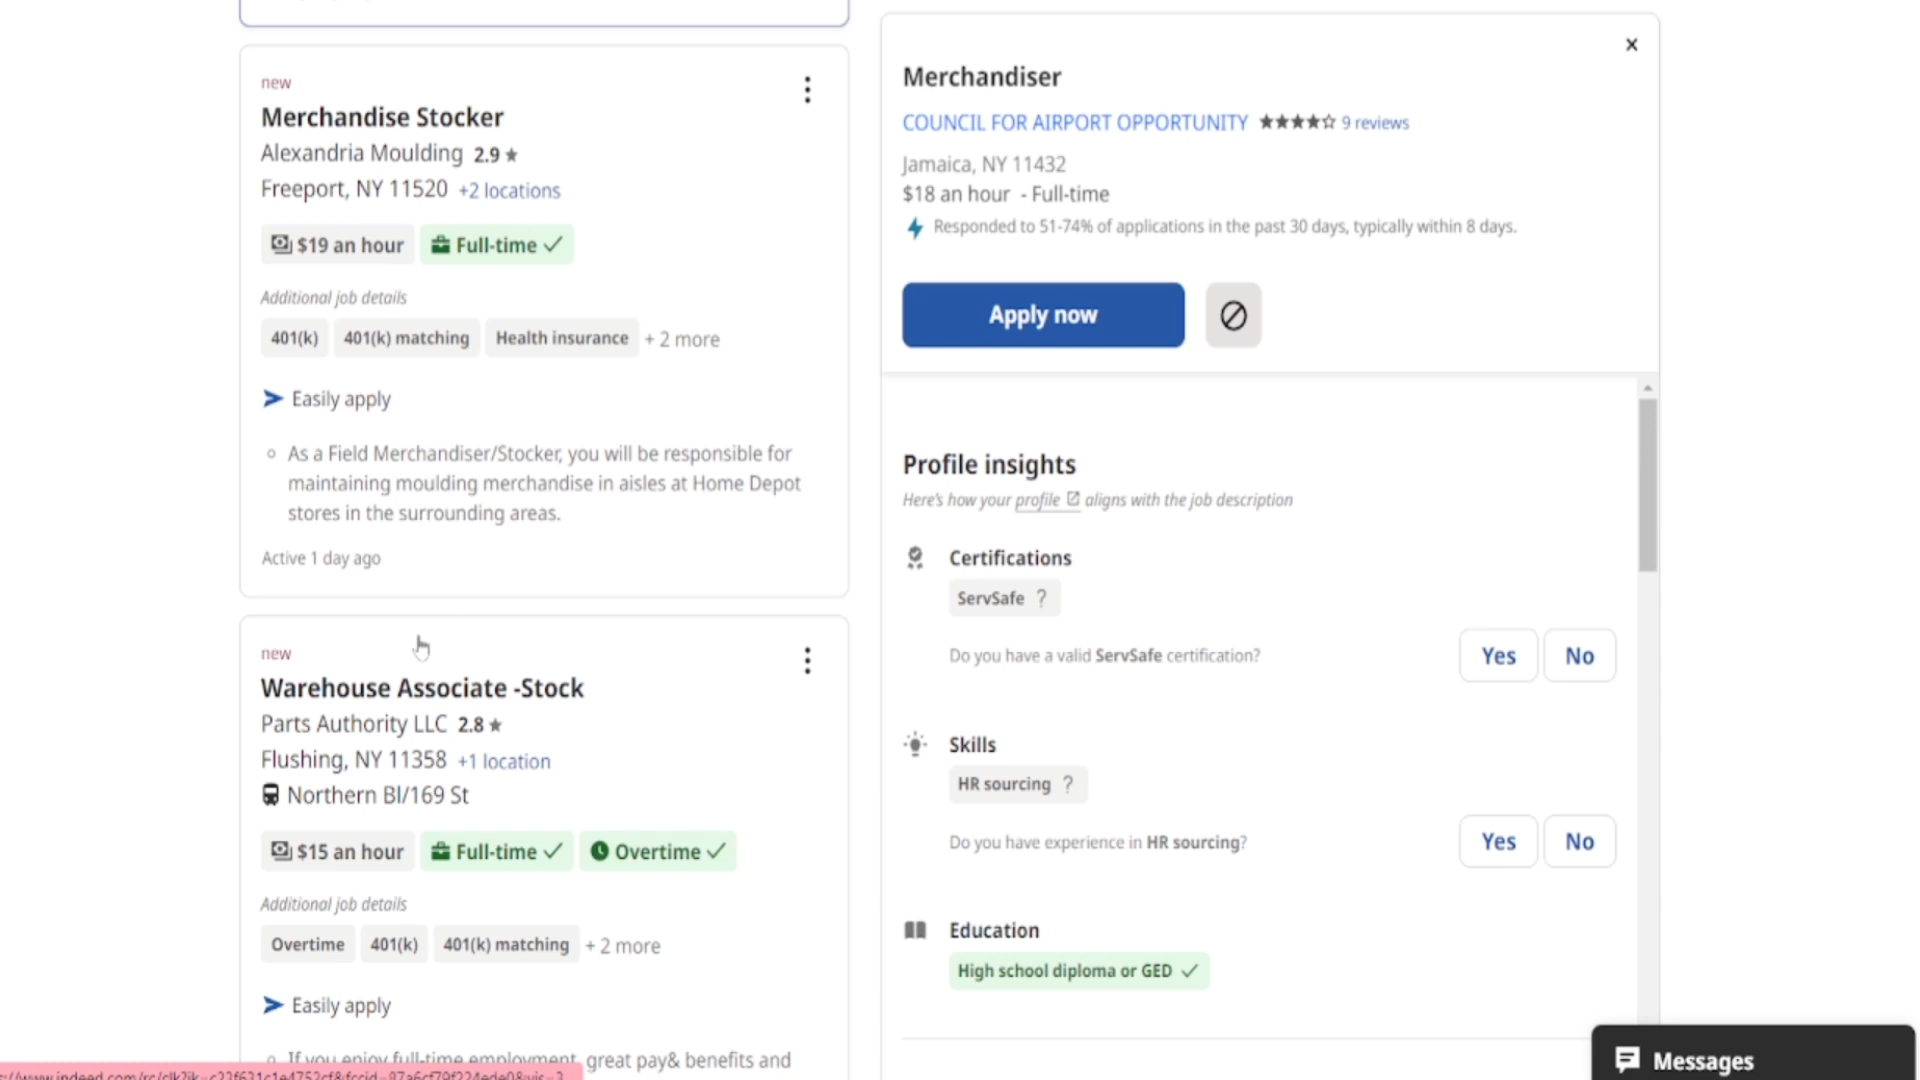 new
Merchandise Stocker
Alexandria Moulding 2.9 ★
Freeport, NY 11520 +2 locations
$19 an hour
Full-time ✓
Additional job details
401(k)
401(k) matching
Health insurance
+ 2 more
Easily apply
As a Field Merchandiser/Stocker, you will be responsible for
maintaining moulding merchandise in aisles at Home Depot
stores in the surrounding areas.
Active 1 day ago
new
Warehouse Associate -Stock
Parts Authority LLC 2.8 ★
Flushing, NY 11358 +1 location
Northern Bl/169 St
$15 an hour
Full-time ✓
Overtime ✓
Additional job details
Overtime
401(k)
401(k) matching
+ 2 more
Easily apply
If you enjoy full-time employment, great pay& benefits and
x
Merchandiser
COUNCIL FOR AIRPORT OPPORTUNITY ★★★★☆ 9 reviews
Jamaica, NY 11432
$18 an hour - Full-time
Responded to 51-74% of applications in the past 30 days, typically within 8 days.
Apply now
Profile insights
Here's how your profile aligns with the job description
Certifications
ServSafe ?
Do you have a valid ServSafe certification?
Yes
No
Skills
HR sourcing ?
Do you have experience in HR sourcing?
Yes
No
Education
High school diploma or GED ✓
Messages